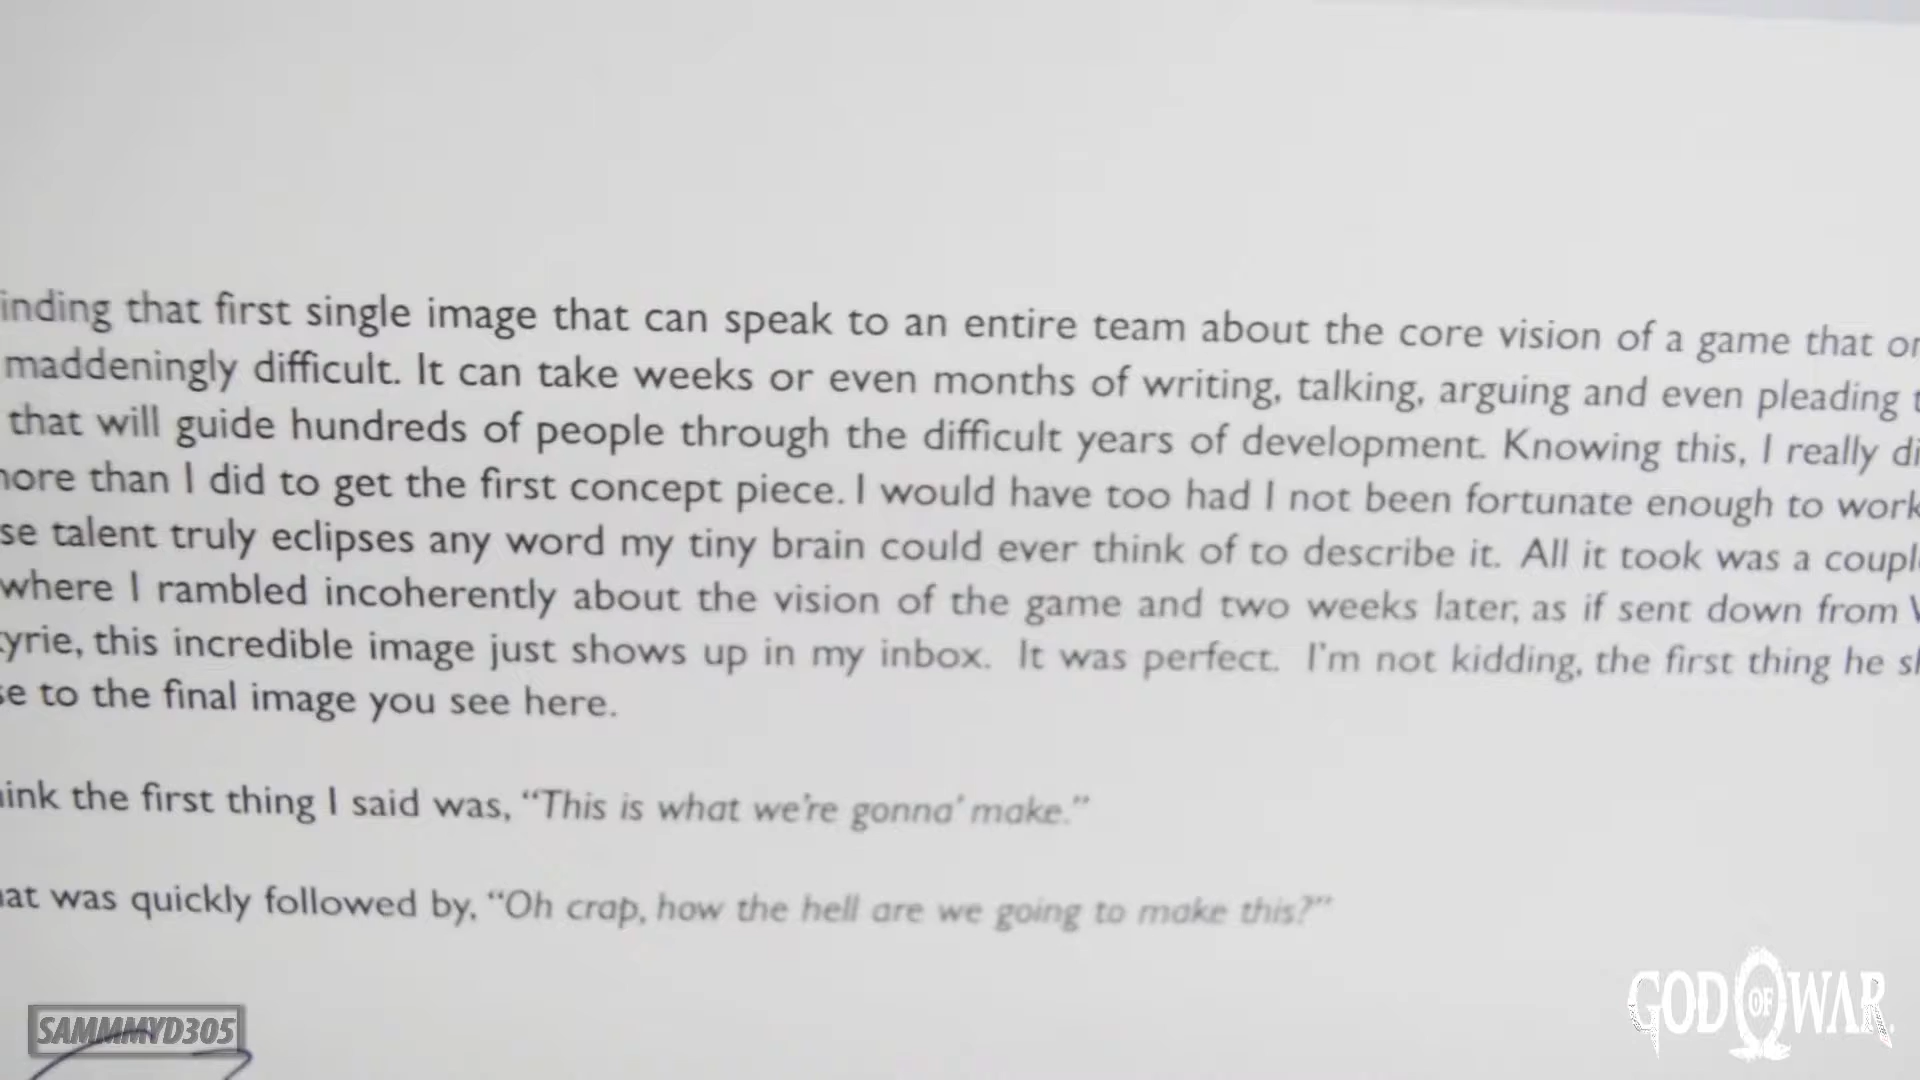 inding that first single image that can speak to an entire team about the core vision of a game that or
maddeningly difficult. It can take weeks or even months of writing, talking, arguing and even pleading t
that will guide hundreds of people through the difficult years of development. Knowing this, I really di
ore than I did to get the first concept piece. I would have too had I not been fortunate enough to work
se talent truly eclipses any word my tiny brain could ever think of to describe it. All it took was a coupl
where I rambled incoherently about the vision of the game and two weeks later, as if sent down from V
yrie, this incredible image just shows up in my inbox. It was perfect. I'm not kidding, the first thing he sh
se to the final image you see here.
ink the first thing I said was, “This is what we're gonna' make.”
at was quickly followed by, “Oh crap, how the hell are we going to make this?”
SAMMMYD305
GOD OF WAR